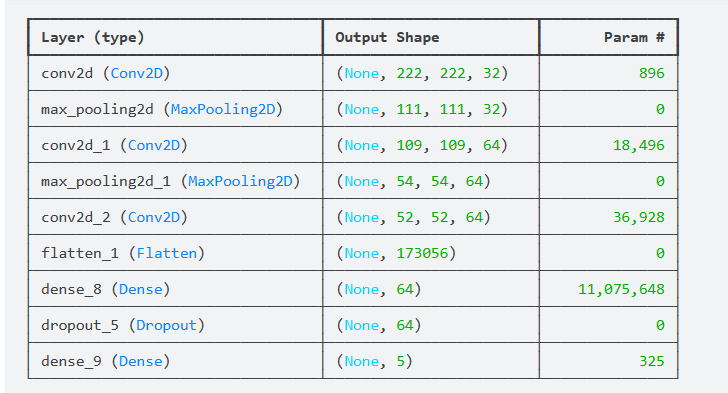 Layer (type) Output Shape Param #
conv2d (Conv2D) (None, 222, 222, 32) 896
max_pooling2d (MaxPooling2D) (None, 111, 111, 32) 0
conv2d_1 (Conv2D) (None, 109, 109, 64) 18,496
max_pooling2d_1 (MaxPooling2D) (None, 54, 54, 64) 0
conv2d_2 (Conv2D) (None, 52, 52, 64) 36,928
flatten_1 (Flatten) (None, 173056) 0
dense_8 (Dense) (None, 64) 11,075,648
dropout_5 (Dropout) (None, 64) 0
dense_9 (Dense) (None, 5) 325